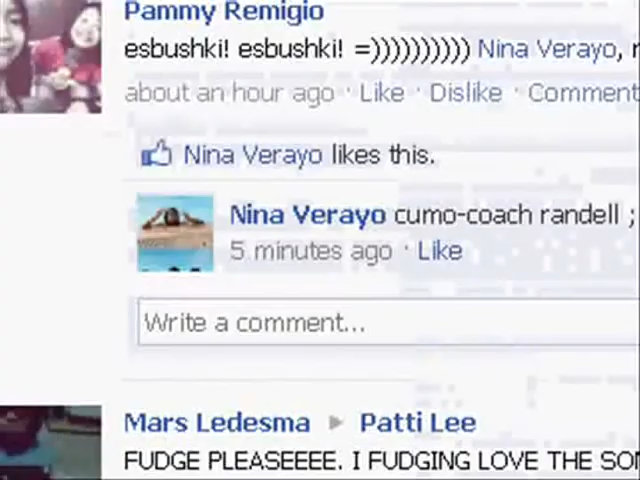 Pammy Remigio
esbushki! esbushki! =)))))))))) Nina Verayo,
about an hour ago · Like · Dislike · Comment
Nina Verayo likes this.
Nina Verayo cumo-coach randell ;
5 minutes ago · Like
Write a comment...
Mars Ledesma ▶ Patti Lee
FUDGE PLEASEEEE. I FUDGING LOVE THE